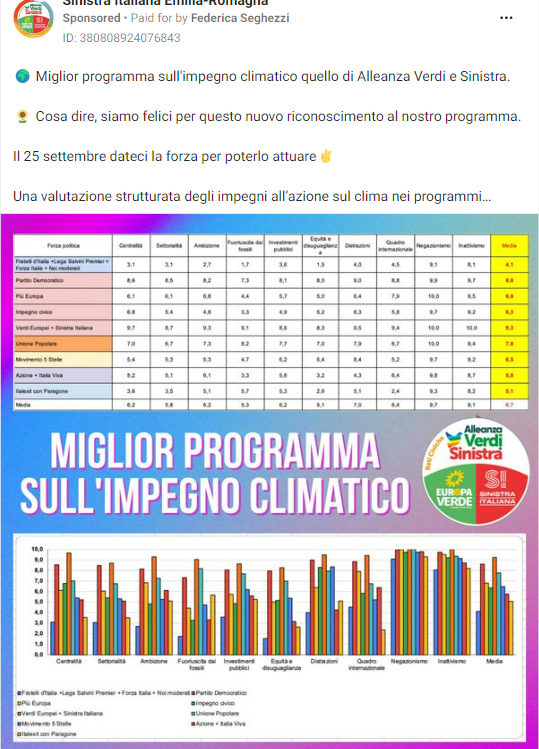 Sinistra Italiana Emilia-Romagna
Sponsored • Paid for by Federica Seghezzi
ID: 380808924076843
🌍 Miglior programma sull'impegno climatico quello di Alleanza Verdi e Sinistra.
🌻 Cosa dire, siamo felici per questo nuovo riconoscimento al nostro programma.
Il 25 settembre dateci la forza per poterlo attuare ✌
Una valutazione strutturata degli impegni all'azione sul clima nei programmi...
Forza politica Centralità Settorialità Ambizione Fuoriuscita dai fossili Investimenti pubblici Equità e disuguaglianze Distrazioni Quadro internazionale Negazionismo Inattivismo Media
Fratelli d'Italia +Lega Salvini Premier + Forza Italia + Noi moderati 3,1 3,1 2,7 1,7 3,6 1,5 4,0 4,5 9,1 8,1 4,1
Partito Democratico 8,6 8,5 8,2 7,3 8,1 8,0 9,0 8,8 9,9 9,7 8,6
Più Europa 6,1 6,1 6,8 4,4 5,7 5,0 6,4 7,9 10,0 9,5 6,8
Impegno civico 6,8 5,4 4,8 3,3 4,9 5,2 8,3 5,8 9,7 9,2 6,3
Verdi Europei + Sinistra Italiana 9,7 8,7 9,3 9,1 8,6 8,3 9,5 9,4 10,0 10,0 9,3
Unione Popolare 7,0 6,7 7,3 8,2 7,7 7,0 7,9 6,7 10,0 9,4 7,8
Movimento 5 Stelle 5,4 5,3 5,3 4,7 6,2 5,4 8,4 5,2 9,7 9,2 6,5
Azione + Italia Viva 5,2 5,1 6,1 3,3 5,6 3,2 4,3 6,4 9,8 8,7 5,8
Italexit con Paragone 3,6 3,5 5,1 5,7 5,3 2,6 5,1 2,4 9,3 8,2 5,1
Media 6,2 5,8 6,2 5,3 6,2 5,1 7,0 6,4 9,7 9,1 6,7
MIGLIOR PROGRAMMA
SULL'IMPEGNO CLIMATICO
Reti Civiche
Alleanza
Verdi
Sinistra
EUROPA
VERDE
SI
SINISTRA
ITALIANA
10,0
9,0
8,0
7,0
6,0
5,0
4,0
3,0
2,0
1,0
0,0
Centralità Settorialità Ambizione Fuoriuscita dai fossili Investimenti pubblici Equità e disuguaglianza Distrazioni Quadro internazionale Negazionismo Inattivismo Media
Fratelli d'Italia +Lega Salvini Premier + Forza Italia + Noi moderati Partito Democratico
Più Europa Impegno civico
Verdi Europei + Sinistra Italiana Unione Popolare
Movimento 5 Stelle Azione + Italia Viva
Italexit con Paragone